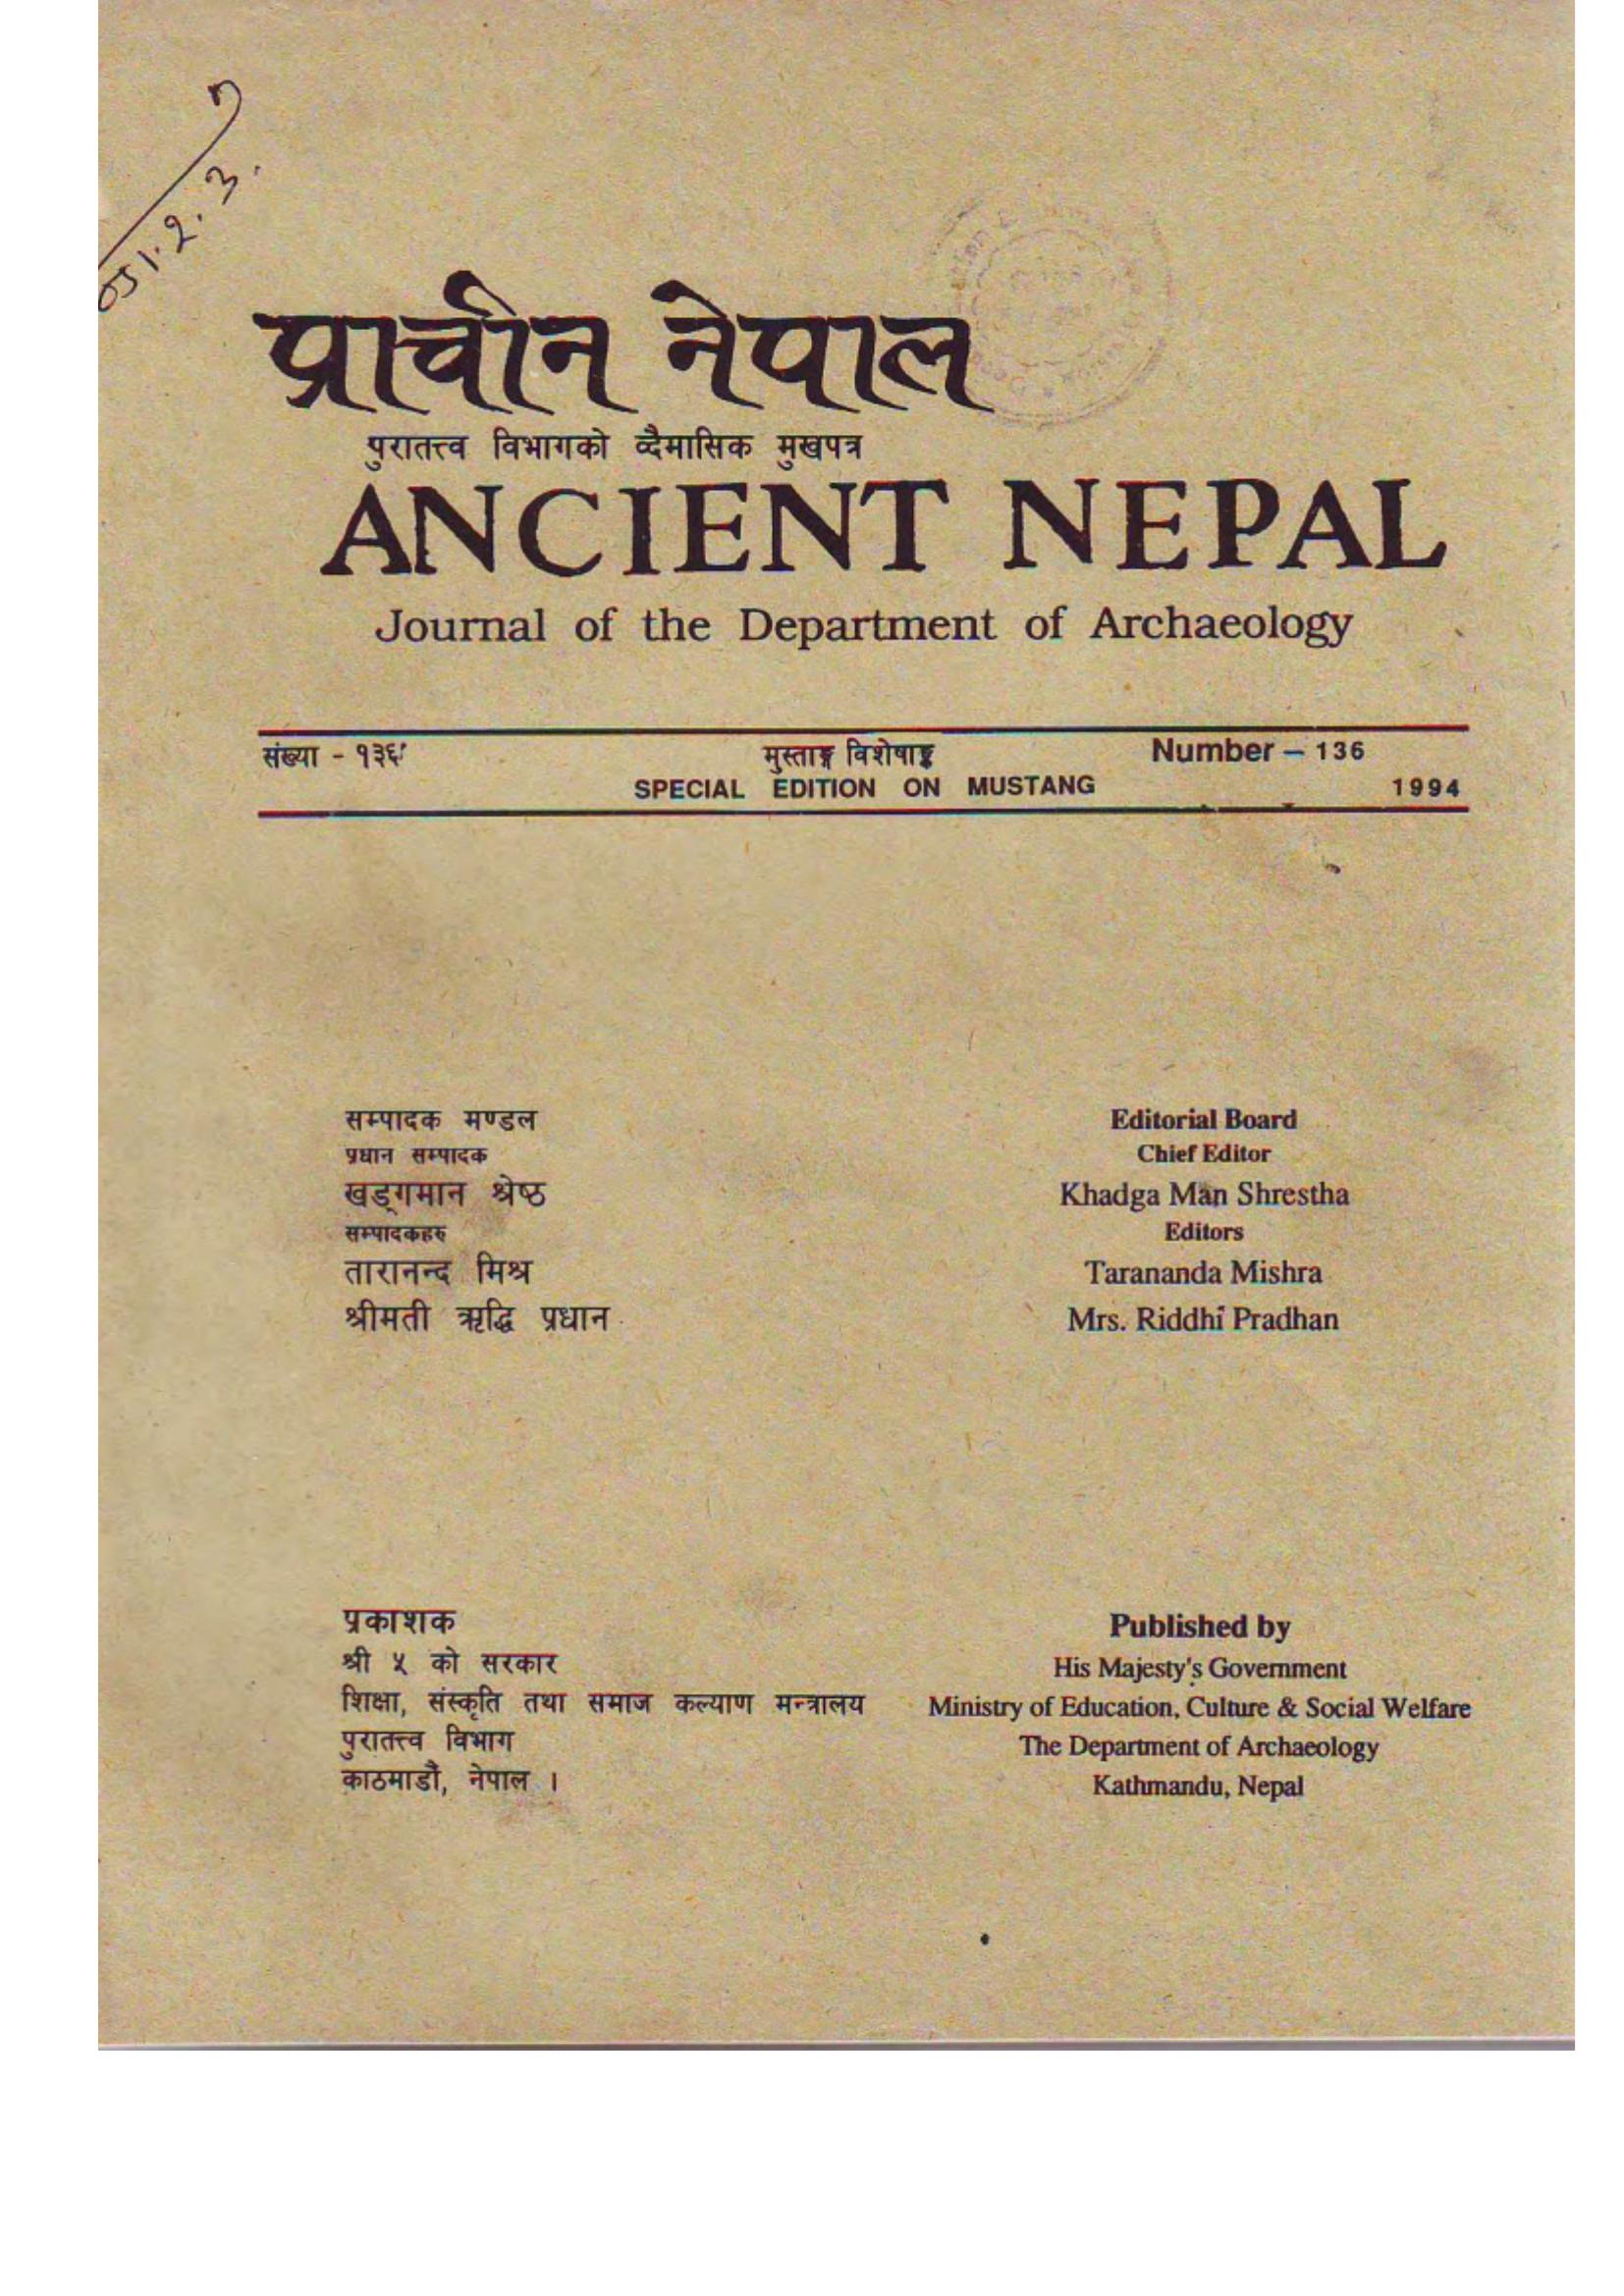 प्राचीन नेपाल
पुरातत्त्व विभागको द्वैमासिक मुखपत्र
ANCIENT NEPAL
Journal of the Department of Archaeology
संख्या - १३६ मुस्ताङ्ग विशेषाङ्क Number – 136
SPECIAL EDITION ON MUSTANG 1994
सम्पादक मण्डल
प्रधान सम्पादक
खड्गमान श्रेष्ठ
सम्पादकहरु
तारानन्द मिश्र
श्रीमती ऋद्धि प्रधान
Editorial Board
Chief Editor
Khadga Man Shrestha
Editors
Tarananda Mishra
Mrs. Riddhi Pradhan
प्रकाशक
श्री ५ को सरकार
शिक्षा, संस्कृति तथा समाज कल्याण मन्त्रालय
पुरातत्त्व विभाग
काठमाडौं, नेपाल ।
Published by
His Majesty's Government
Ministry of Education, Culture & Social Welfare
The Department of Archaeology
Kathmandu, Nepal